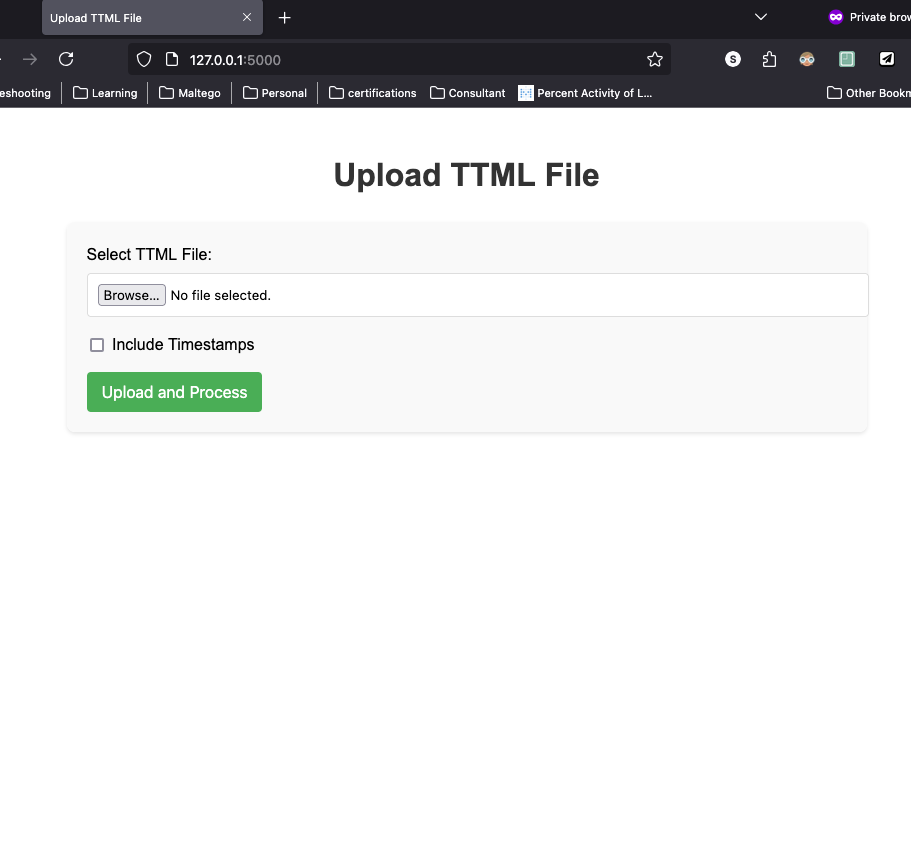 Upload TTML File
Private brow
127.0.0.1:5000
S
eshooting Learning Maltego Personal certifications Consultant Percent Activity of L... Other Bookm
Upload TTML File
Select TTML File:
Browse... No file selected.
Include Timestamps
Upload and Process